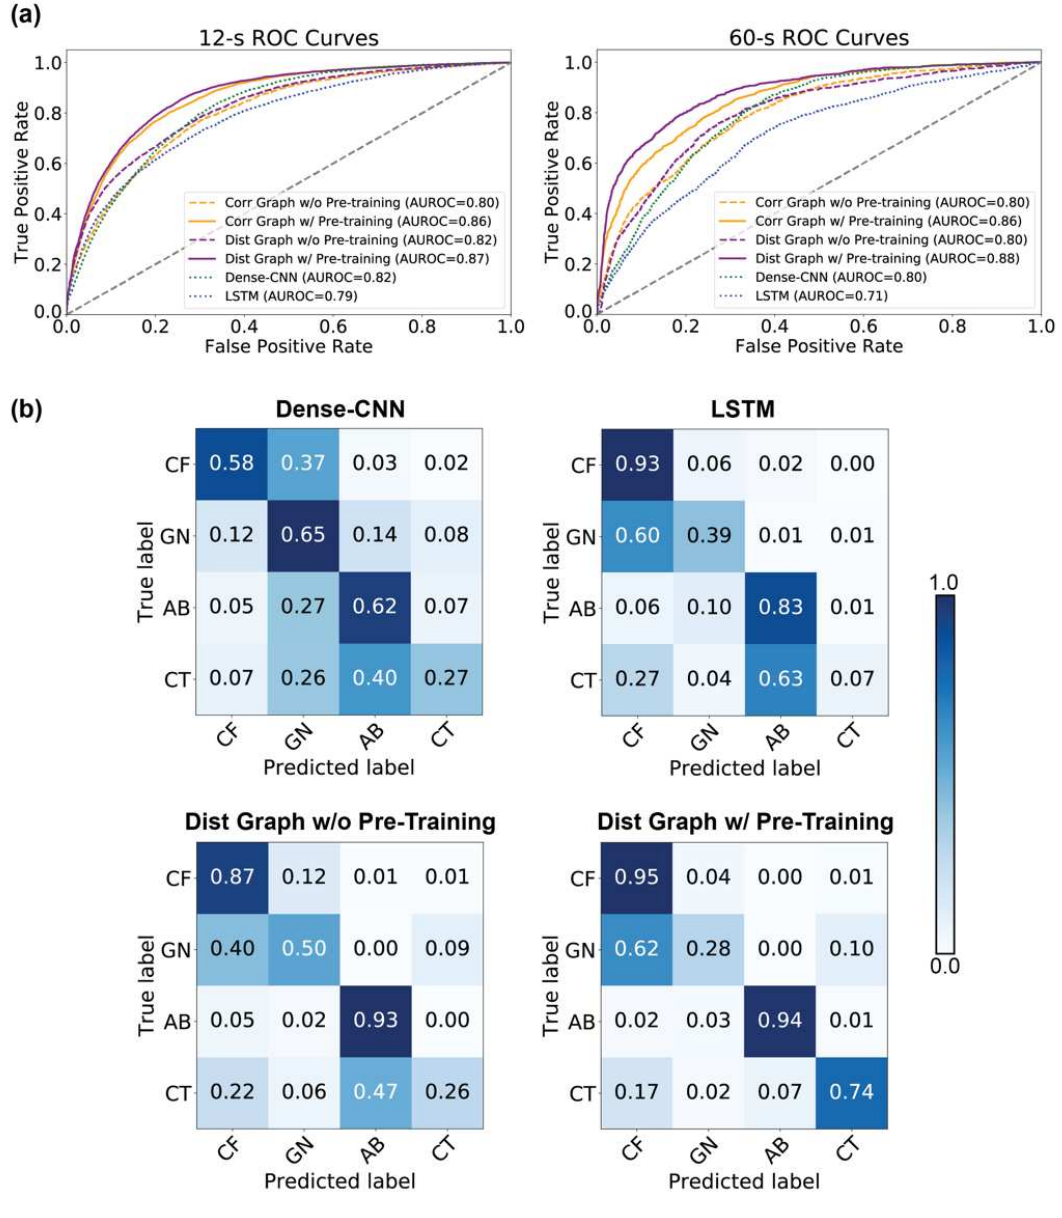 (a)
12-s ROC Curves
True Positive Rate
1.0
0.8
0.6
0.4
0.2
0.0
0.0 0.2 0.4 0.6 0.8 1.0
False Positive Rate
Corr Graph w/o Pre-training (AUROC=0.80)
Corr Graph w/ Pre-training (AUROC=0.86)
Dist Graph w/o Pre-training (AUROC=0.82)
Dist Graph w/ Pre-training (AUROC=0.87)
Dense-CNN (AUROC=0.82)
LSTM (AUROC=0.79)
60-s ROC Curves
True Positive Rate
1.0
0.8
0.6
0.4
0.2
0.0
0.0 0.2 0.4 0.6 0.8 1.0
False Positive Rate
Corr Graph w/o Pre-training (AUROC=0.80)
Corr Graph w/ Pre-training (AUROC=0.86)
Dist Graph w/o Pre-training (AUROC=0.80)
Dist Graph w/ Pre-training (AUROC=0.88)
Dense-CNN (AUROC=0.80)
LSTM (AUROC=0.71)
(b)
Dense-CNN
True label
CF 0.58 0.37 0.03 0.02
GN 0.12 0.65 0.14 0.08
AB 0.05 0.27 0.62 0.07
CT 0.07 0.26 0.40 0.27
CF GN AB CT
Predicted label
LSTM
True label
CF 0.93 0.06 0.02 0.00
GN 0.60 0.39 0.01 0.01
AB 0.06 0.10 0.83 0.01
CT 0.27 0.04 0.63 0.07
CF GN AB CT
Predicted label
1.0
0.0
Dist Graph w/o Pre-Training
True label
CF 0.87 0.12 0.01 0.01
GN 0.40 0.50 0.00 0.09
AB 0.05 0.02 0.93 0.00
CT 0.22 0.06 0.47 0.26
CF GN AB CT
Predicted label
Dist Graph w/ Pre-Training
True label
CF 0.95 0.04 0.00 0.01
GN 0.62 0.28 0.00 0.10
AB 0.02 0.03 0.94 0.01
CT 0.17 0.02 0.07 0.74
CF GN AB CT
Predicted label